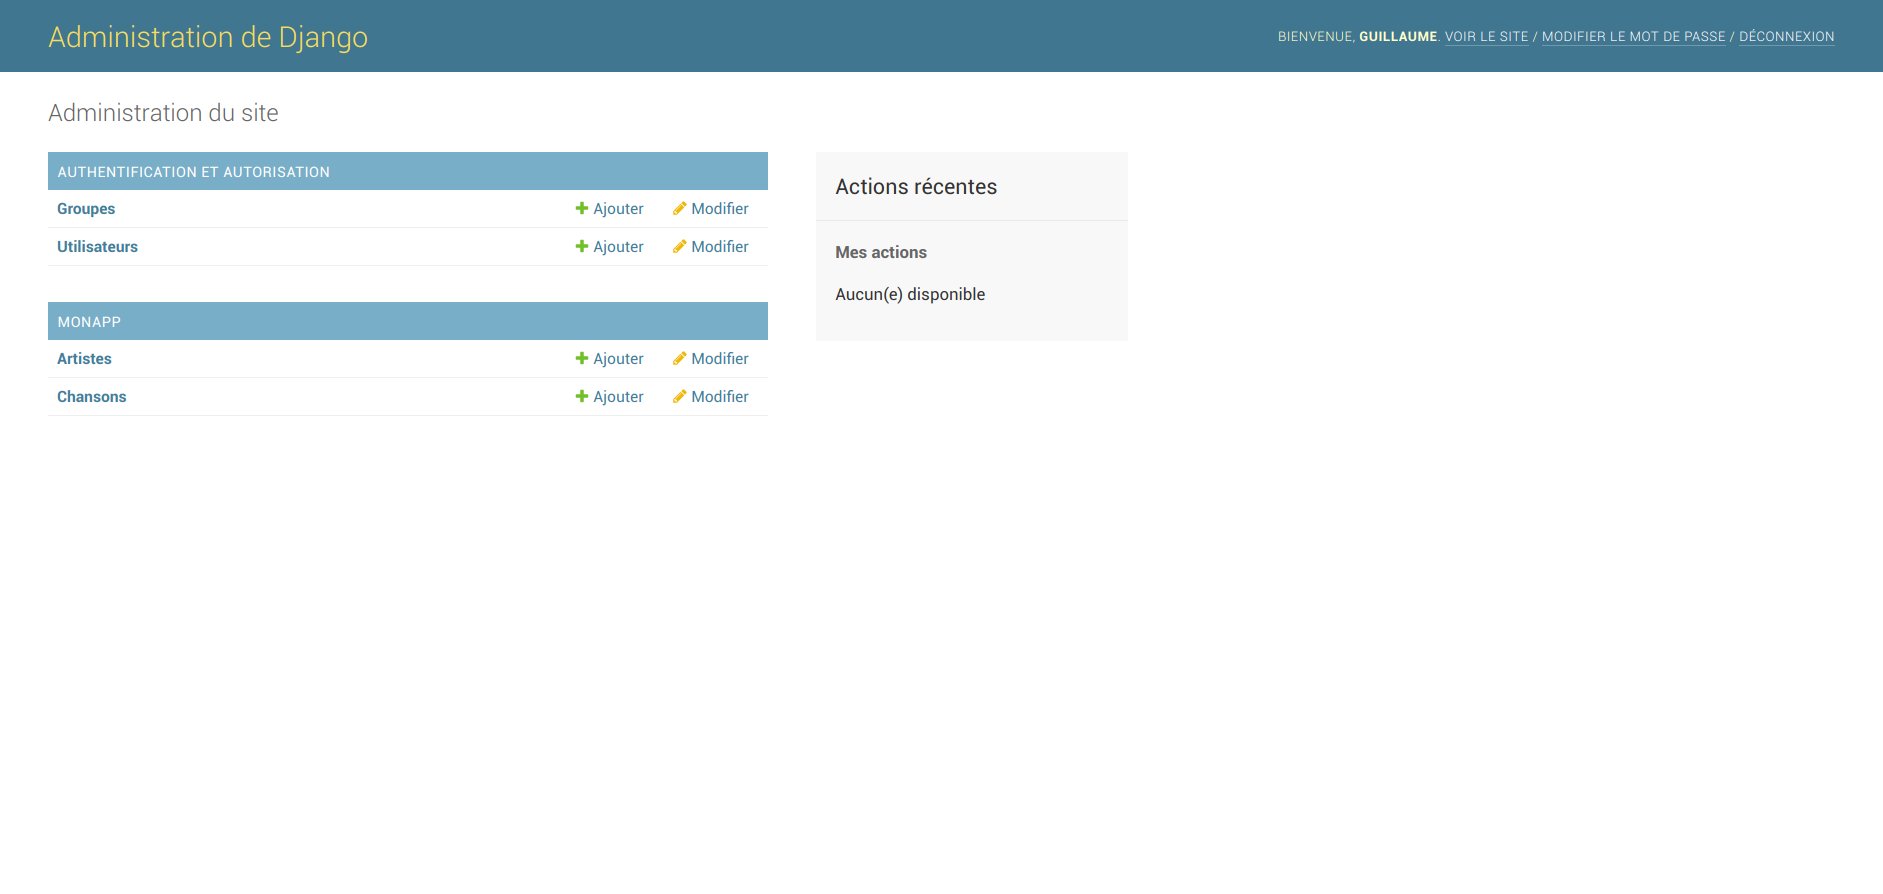 Administration de Django
BIENVENUE, GUILLAUME. VOIR LE SITE / MODIFIER LE MOT DE PASSE / DÉCONNEXION
Administration du site
AUTHENTIFICATION ET AUTORISATION
Groupes Ajouter Modifier
Utilisateurs Ajouter Modifier
MONAPP
Artistes Ajouter Modifier
Chansons Ajouter Modifier
Actions récentes
Mes actions
Aucun(e) disponible